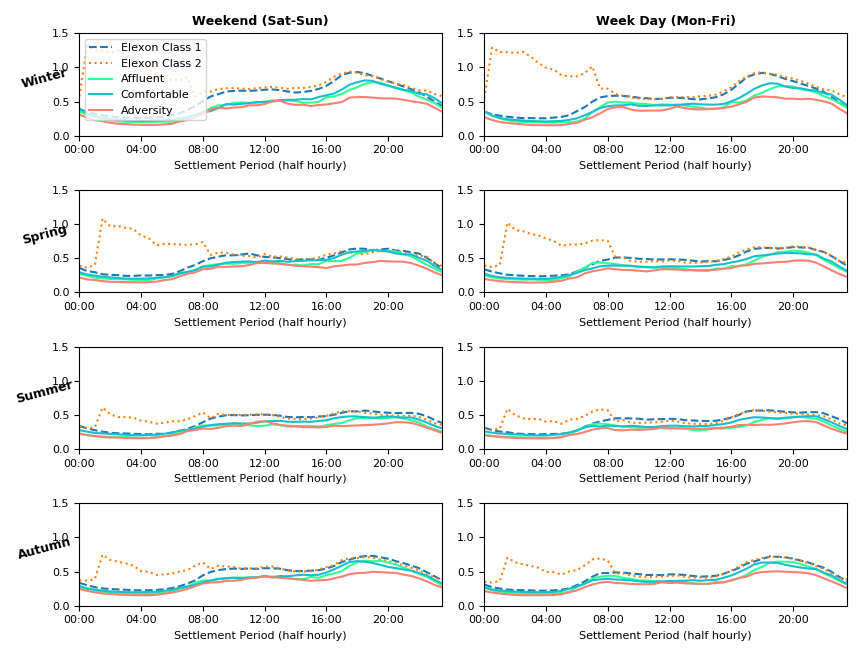 Weekend (Sat-Sun)
Week Day (Mon-Fri)
Winter
1.5
1.0
0.5
0.0
Elexon Class 1
Elexon Class 2
Affluent
Comfortable
Adversity
00:00 04:00 08:00 12:00 16:00 20:00
Settlement Period (half hourly)
1.5
1.0
0.5
0.0
00:00 04:00 08:00 12:00 16:00 20:00
Settlement Period (half hourly)
Spring
1.5
1.0
0.5
0.0
00:00 04:00 08:00 12:00 16:00 20:00
Settlement Period (half hourly)
1.5
1.0
0.5
0.0
00:00 04:00 08:00 12:00 16:00 20:00
Settlement Period (half hourly)
Summer
1.5
1.0
0.5
0.0
00:00 04:00 08:00 12:00 16:00 20:00
Settlement Period (half hourly)
1.5
1.0
0.5
0.0
00:00 04:00 08:00 12:00 16:00 20:00
Settlement Period (half hourly)
Autumn
1.5
1.0
0.5
0.0
00:00 04:00 08:00 12:00 16:00 20:00
Settlement Period (half hourly)
1.5
1.0
0.5
0.0
00:00 04:00 08:00 12:00 16:00 20:00
Settlement Period (half hourly)